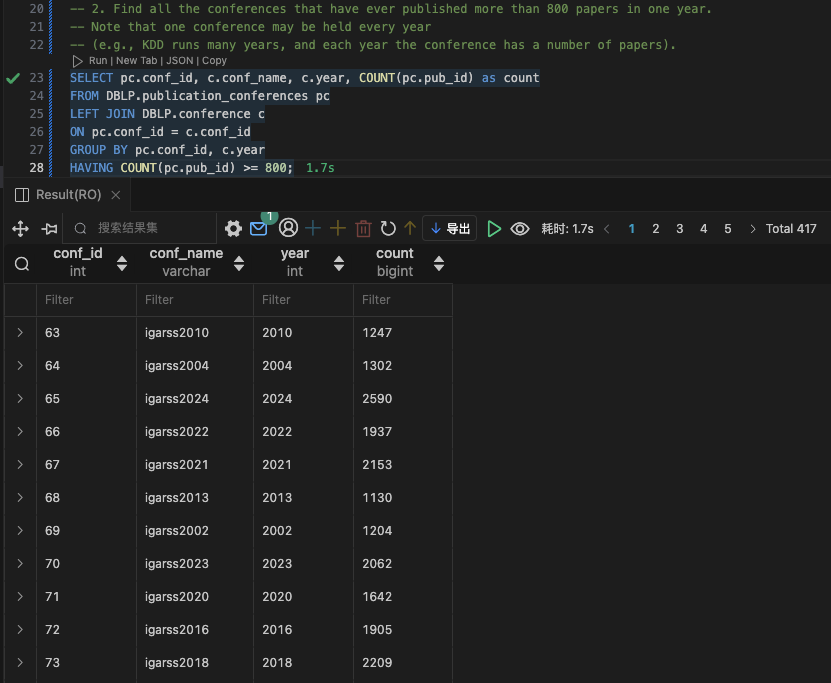 20 -- 2. Find all the conferences that have ever published more than 800 papers in one year.
21 -- Note that one conference may be held every year
22 -- (e.g., KDD runs many years, and each year the conference has a number of papers).
Run | New Tab | JSON | Copy
23 SELECT pc.conf_id, c.conf_name, c.year, COUNT(pc.pub_id) as count
24 FROM DBLP.publication_conferences pc
25 LEFT JOIN DBLP.conference c
26 ON pc.conf_id = c.conf_id
27 GROUP BY pc.conf_id, c.year
28 HAVING COUNT(pc.pub_id) >= 800; 1.7s
Result(RO)
搜索结果集 1 导出 耗时: 1.7s 1 2 3 4 5 Total 417
conf_id conf_name year count
int varchar int bigint
Filter Filter Filter Filter
63 igarss2010 2010 1247
64 igarss2004 2004 1302
65 igarss2024 2024 2590
66 igarss2022 2022 1937
67 igarss2021 2021 2153
68 igarss2013 2013 1130
69 igarss2002 2002 1204
70 igarss2023 2023 2062
71 igarss2020 2020 1642
72 igarss2016 2016 1905
73 igarss2018 2018 2209